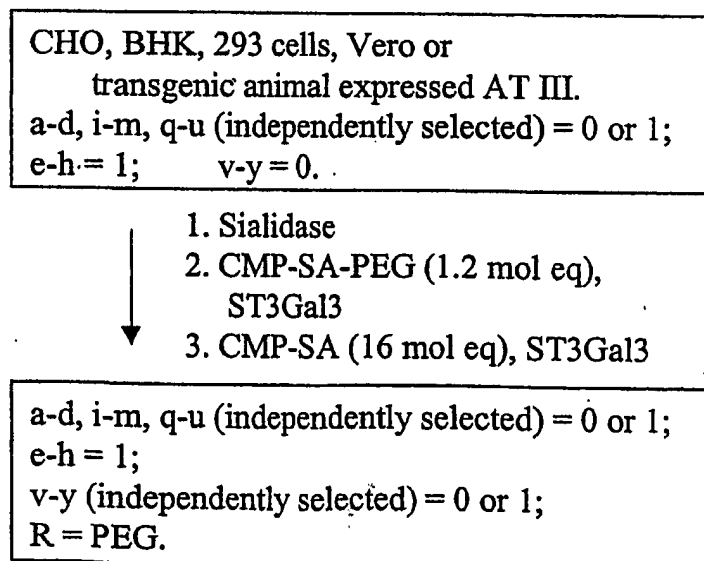 CHO, BHK, 293 cells, Vero or
transgenic animal expressed AT III.
a-d, i-m, q-u (independently selected) = 0 or 1;
e-h = 1; v-y = 0.
1. Sialidase
2. CMP-SA-PEG (1.2 mol eq),
ST3Gal3
3. CMP-SA (16 mol eq), ST3Gal3
a-d, i-m, q-u (independently selected) = 0 or 1;
e-h = 1;
v-y (independently selected) = 0 or 1;
R = PEG.